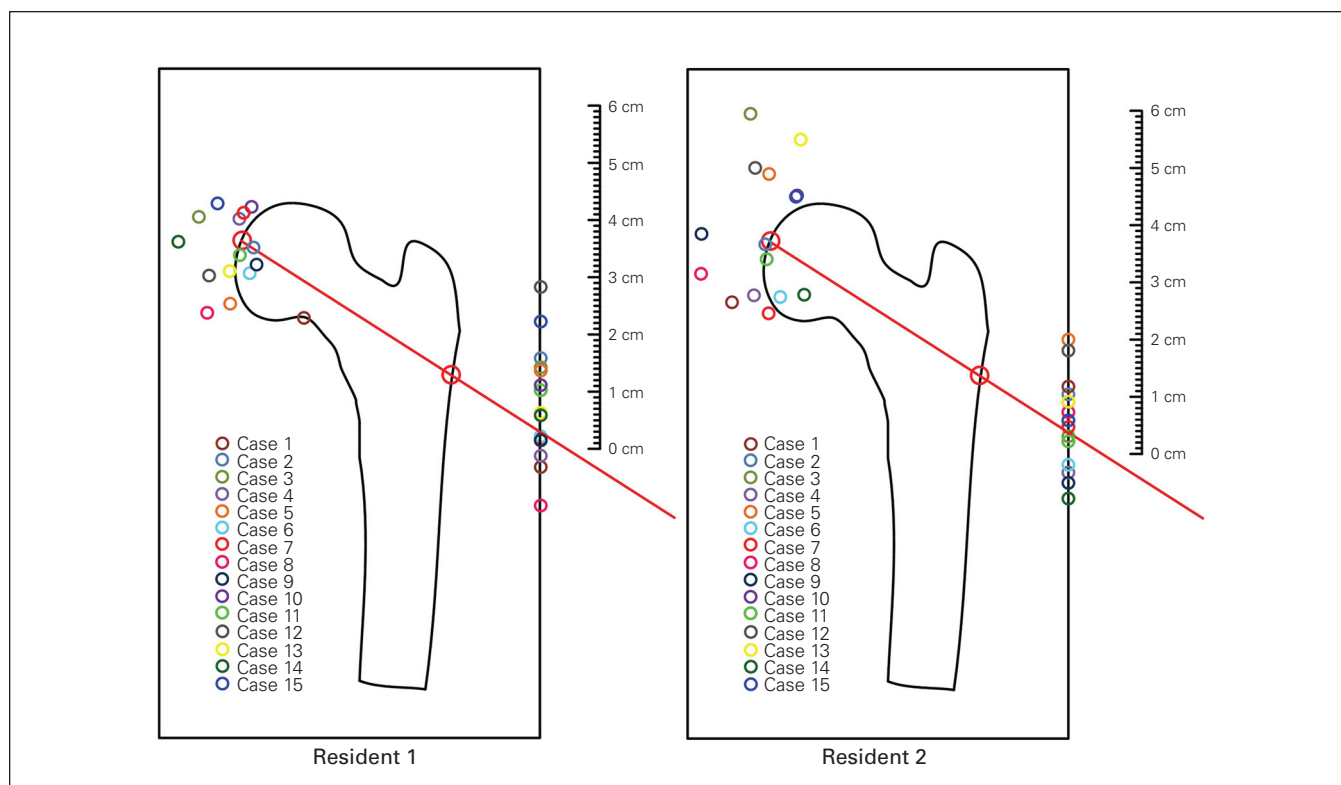 6 cm
5 cm
4 cm
3 cm
2 cm
1 cm
0 cm
Case 1
Case 2
Case 3
Case 4
Case 5
Case 6
Case 7
Case 8
Case 9
Case 10
Case 11
Case 12
Case 13
Case 14
Case 15
Resident 1
6 cm
5 cm
4 cm
3 cm
2 cm
1 cm
0 cm
Case 1
Case 2
Case 3
Case 4
Case 5
Case 6
Case 7
Case 8
Case 9
Case 10
Case 11
Case 12
Case 13
Case 14
Case 15
Resident 2